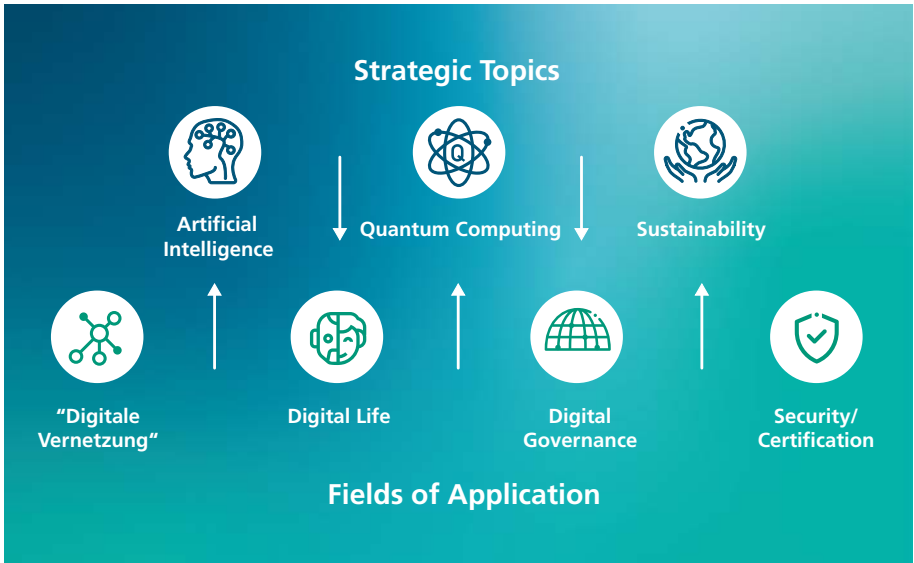 Strategic Topics
Q
Artificial
Intelligence
Quantum Computing
Sustainability
“Digitale
Vernetzung“
Digital Life
Digital
Governance
Security/
Certification
Fields of Application